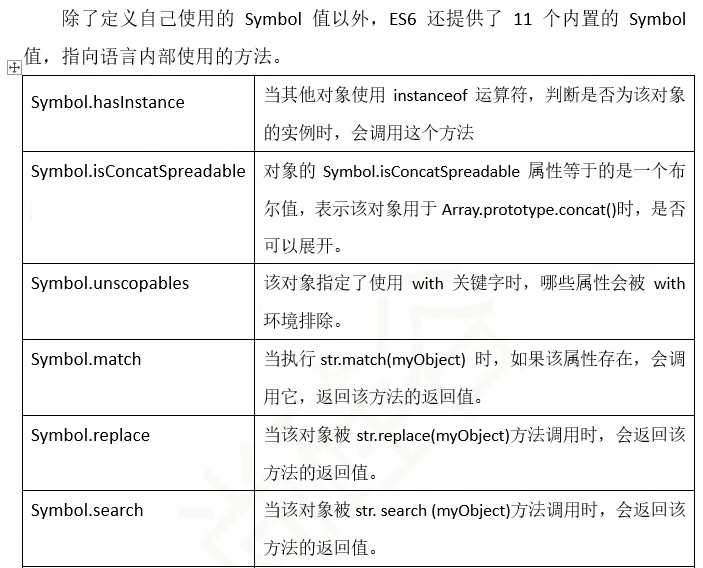 除了定义自己使用的 Symbol 值以外，ES6 还提供了 11 个内置的 Symbol
值，指向语言内部使用的方法。
Symbol.hasInstance
当其他对象使用 instanceof 运算符，判断是否为该对象
的实例时，会调用这个方法
Symbol.isConcatSpreadable
对象的 Symbol.isConcatSpreadable 属性等于的是一个布
尔值，表示该对象用于 Array.prototype.concat()时，是否
可以展开。
Symbol.unscopables
该对象指定了使用 with 关键字时，哪些属性会被 with
环境排除。
Symbol.match
当执行 str.match(myObject) 时，如果该属性存在，会调
用它，返回该方法的返回值。
Symbol.replace
当该对象被 str.replace(myObject)方法调用时，会返回该
方法的返回值。
Symbol.search
当该对象被 str. search (myObject)方法调用时，会返回该
方法的返回值。